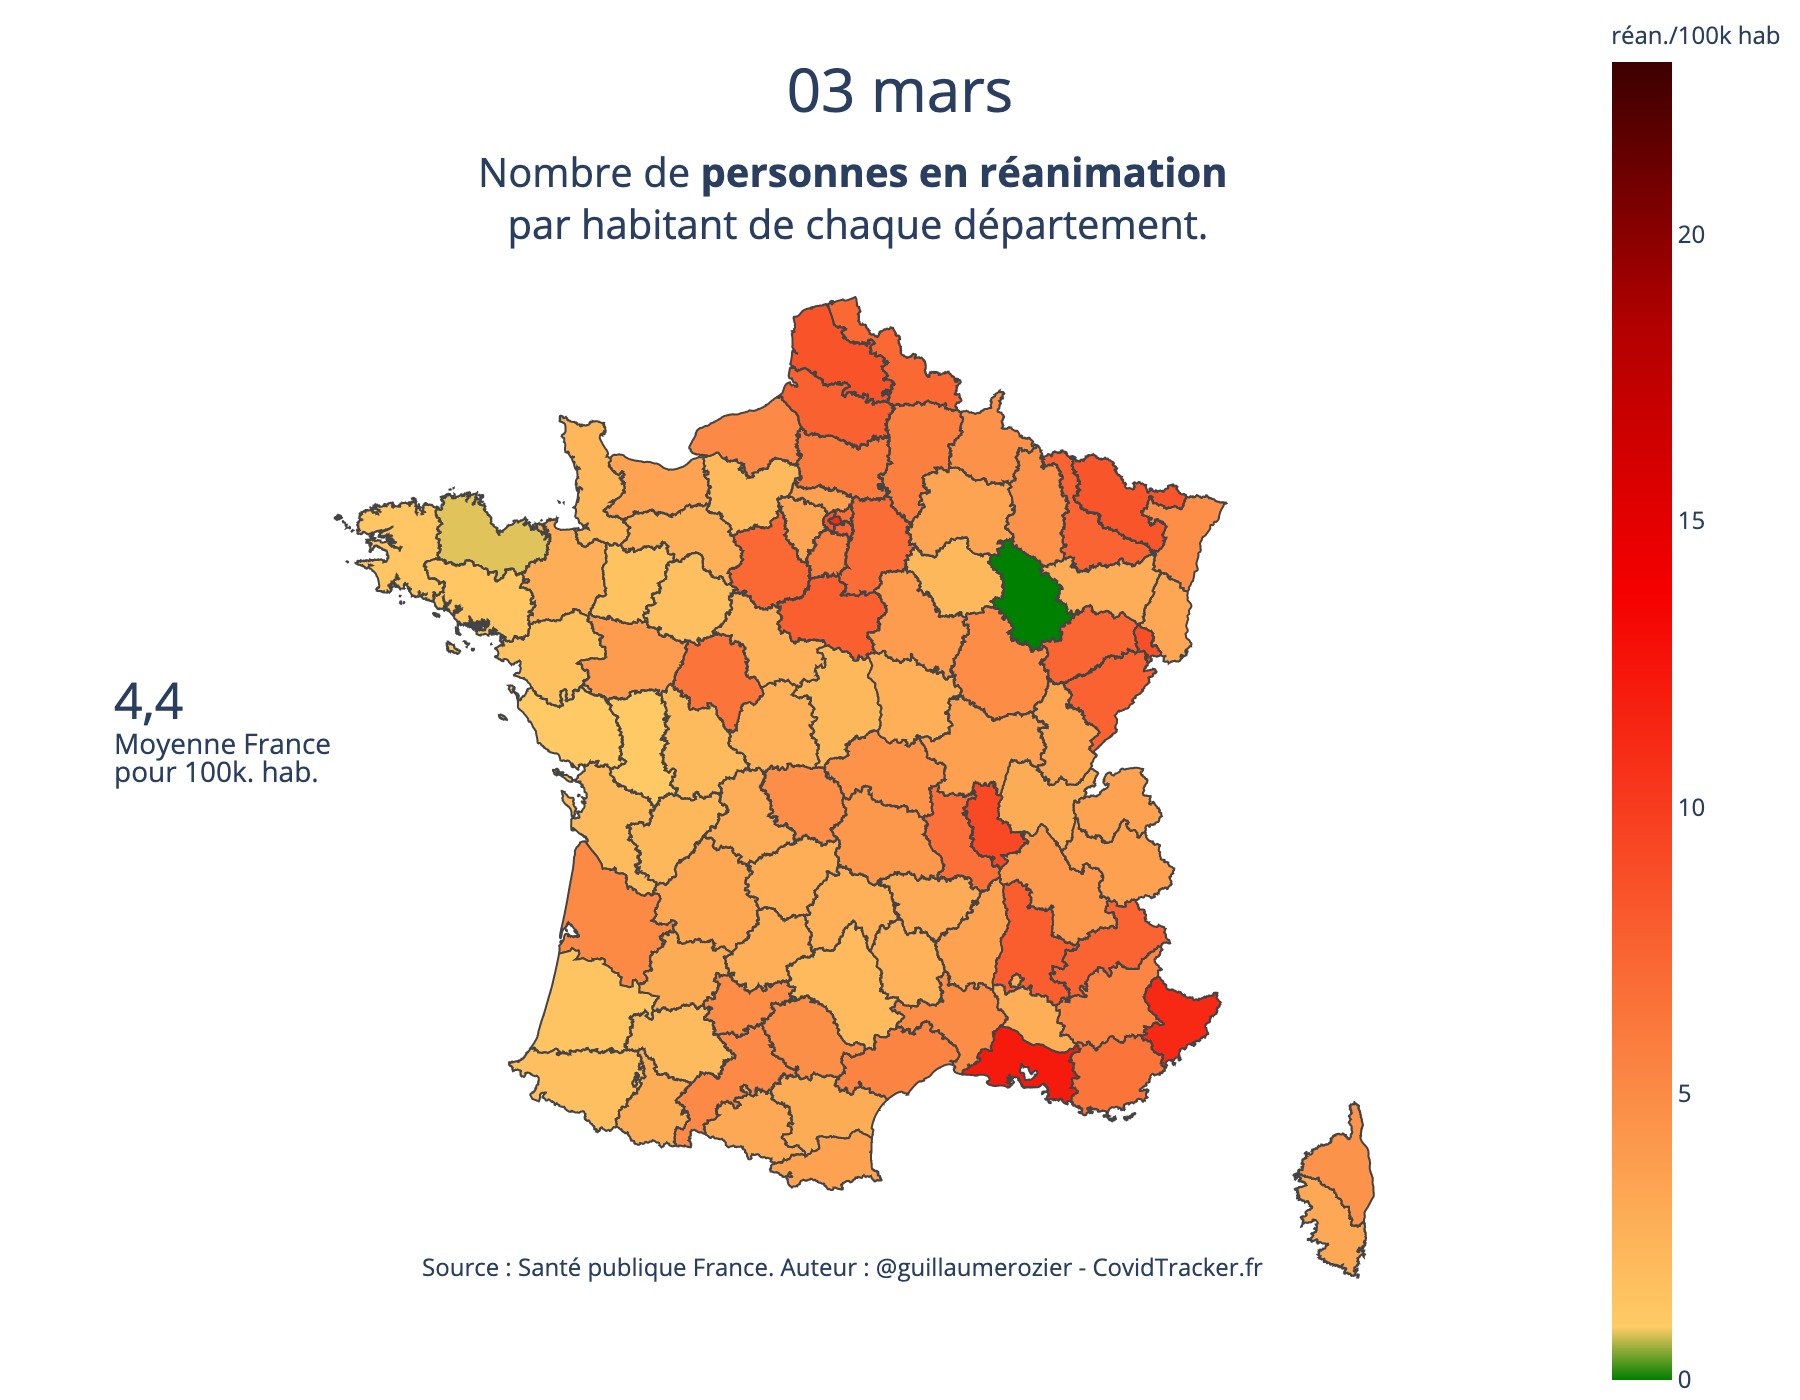 réan./100k hab
03 mars
Nombre de personnes en réanimation
par habitant de chaque département.
20
15
10
5
0
4,4
Moyenne France
pour 100k. hab.
Source : Santé publique France. Auteur : @guillaumerozier - CovidTracker.fr